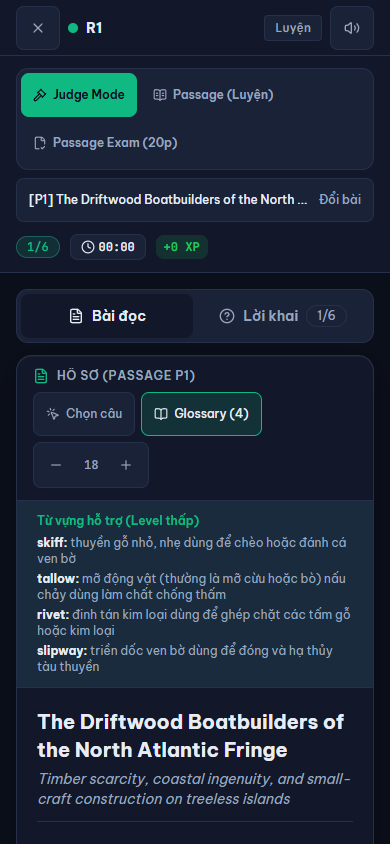 R1
Luyện
Judge Mode
Passage (Luyện)
Passage Exam (20p)
[P1] The Driftwood Boatbuilders of the North ...
Đổi bài
1/6
00:00
+0 XP
Bài đọc
Lời khai
1/6
HỒ SƠ (PASSAGE P1)
Chọn câu
Glossary (4)
18
Từ vựng hỗ trợ (Level thấp)
skiff: thuyền gỗ nhỏ, nhẹ dùng để chèo hoặc đánh cá
ven bờ
tallow: mỡ động vật (thường là mỡ cừu hoặc bò) nấu
chảy dùng làm chất chống thấm
rivet: đinh tán kim loại dùng để ghép chặt các tấm gỗ
hoặc kim loại
slipway: triền dốc ven bờ dùng để đóng và hạ thủy
tàu thuyền
The Driftwood Boatbuilders of
the North Atlantic Fringe
Timber scarcity, coastal ingenuity, and small-
craft construction on treeless islands